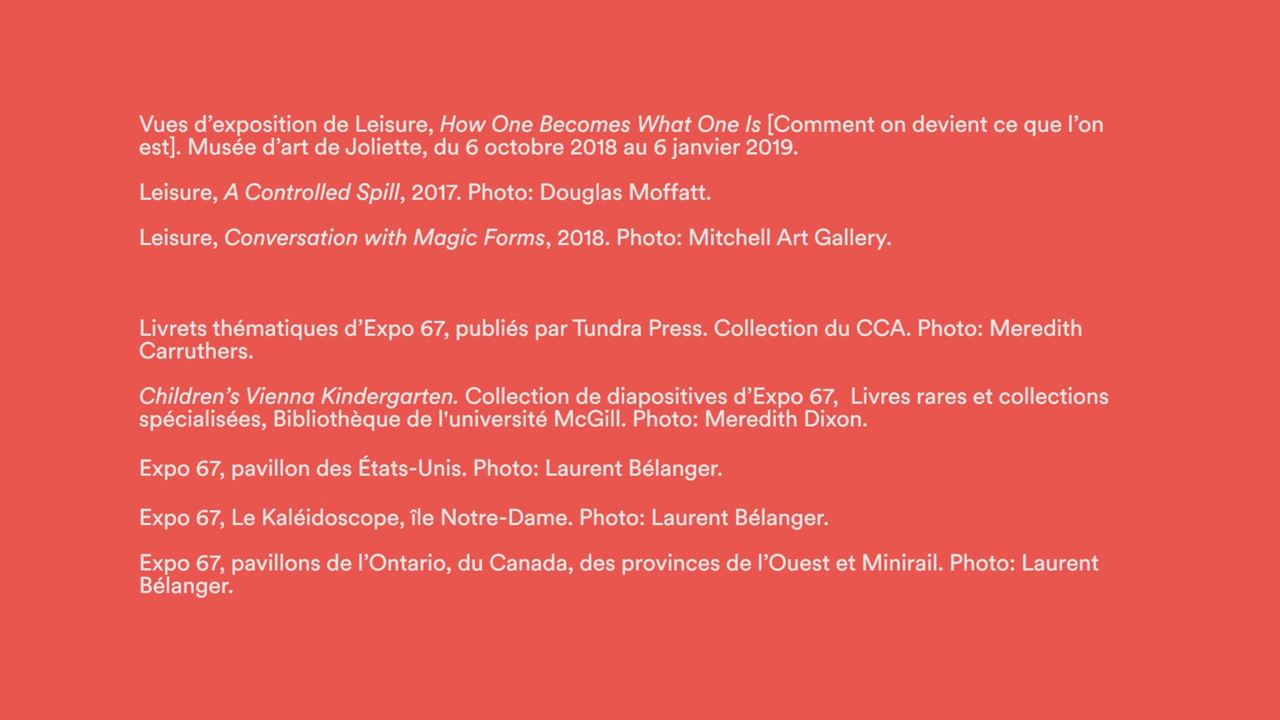 Vues d’exposition de Leisure, How One Becomes What One Is [Comment on devient ce que l’on
est]. Musée d’art de Joliette, du 6 octobre 2018 au 6 janvier 2019.
Leisure, A Controlled Spill, 2017. Photo: Douglas Moffatt.
Leisure, Conversation with Magic Forms, 2018. Photo: Mitchell Art Gallery.
Livrets thématiques d’Expo 67, publiés par Tundra Press. Collection du CCA. Photo: Meredith
Carruthers.
Children’s Vienna Kindergarten. Collection de diapositives d’Expo 67,  Livres rares et collections
spécialisées, Bibliothèque de l'université McGill. Photo: Meredith Dixon.
Expo 67, pavillon des États-Unis. Photo: Laurent Bélanger.
Expo 67, Le Kaléidoscope, île Notre-Dame. Photo: Laurent Bélanger.
Expo 67, pavillons de l’Ontario, du Canada, des provinces de l’Ouest et Minirail. Photo: Laurent
Bélanger.